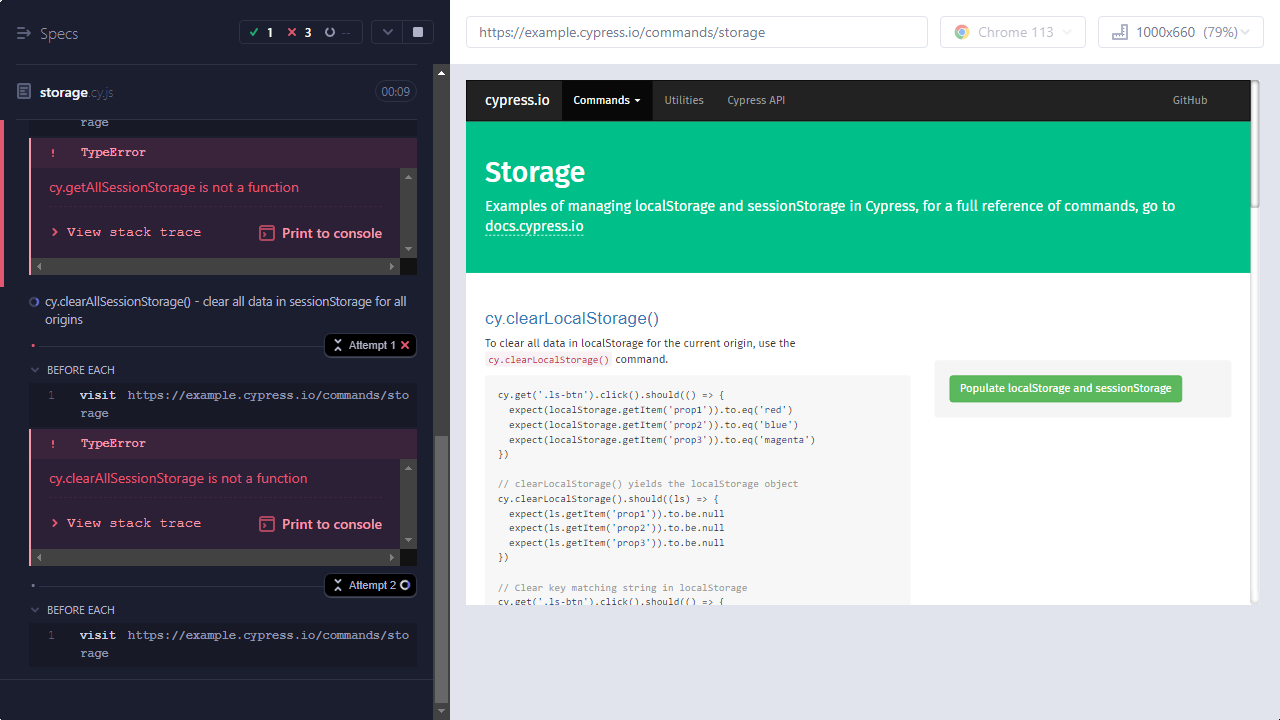 Specs
1
3
--
https://example.cypress.io/commands/storage
Chrome 113
1000x660 (79%)
storage.cy.js
00:09
rage
! TypeError
cy.getAllSessionStorage is not a function
View stack trace
Print to console
cy.clearAllSessionStorage() - clear all data in sessionStorage for all
origins
Attempt 1
BEFORE EACH
1 visit https://example.cypress.io/commands/sto
rage
! TypeError
cy.clearAllSessionStorage is not a function
View stack trace
Print to console
Attempt 2
BEFORE EACH
1 visit https://example.cypress.io/commands/sto
rage
cypress.io
Commands
Utilities
Cypress API
GitHub
Storage
Examples of managing localStorage and sessionStorage in Cypress, for a full reference of commands, go to
docs.cypress.io
cy.clearLocalStorage()
To clear all data in localStorage for the current origin, use the
cy.clearLocalStorage() command.
cy.get('.ls-btn').click().should(() => {
expect(localStorage.getItem('prop1')).to.eq('red')
expect(localStorage.getItem('prop2')).to.eq('blue')
expect(localStorage.getItem('prop3')).to.eq('magenta')
})
// clearLocalStorage() yields the localStorage object
cy.clearLocalStorage().should((ls) => {
expect(ls.getItem('prop1')).to.be.null
expect(ls.getItem('prop2')).to.be.null
expect(ls.getItem('prop3')).to.be.null
})
// Clear key matching string in localStorage
cy.get('.ls-btn').click().should(() => {
Populate localStorage and sessionStorage